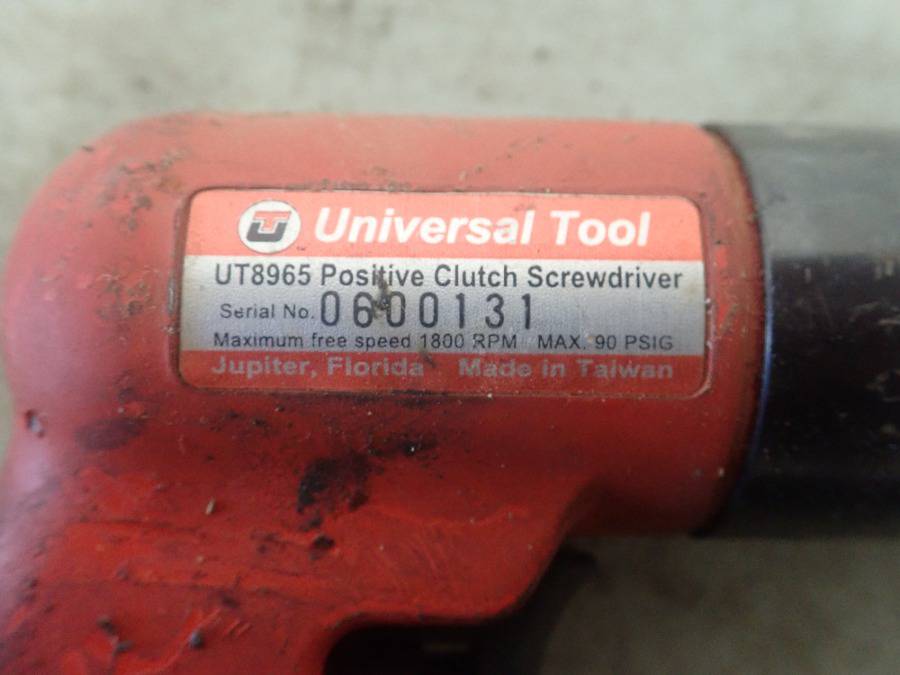 UT Universal Tool
UT8965 Positive Clutch Screwdriver
Serial No. 0600131
Maximum free speed 1800 RPM MAX. 90 PSIG
Jupiter, Florida Made in Taiwan